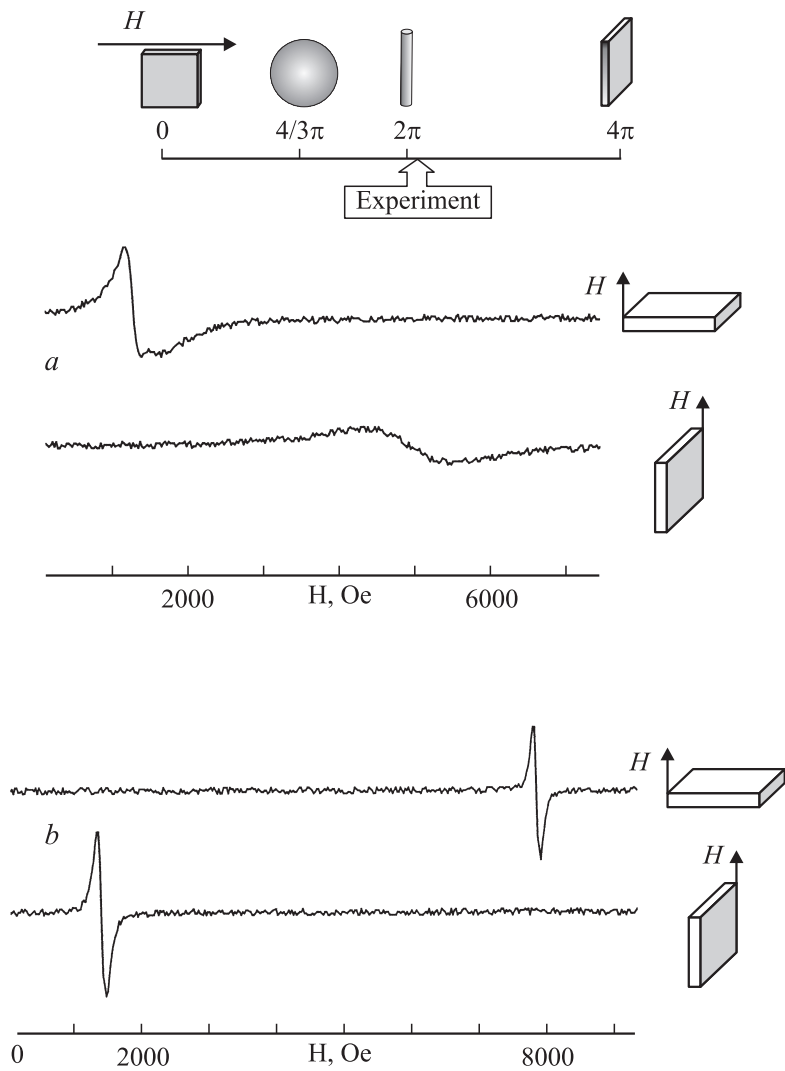 H
0 4/3π 2π 4π
Experiment
H
a
H
2000 H, Oe 6000
H
b
H
0 2000 H, Oe 8000